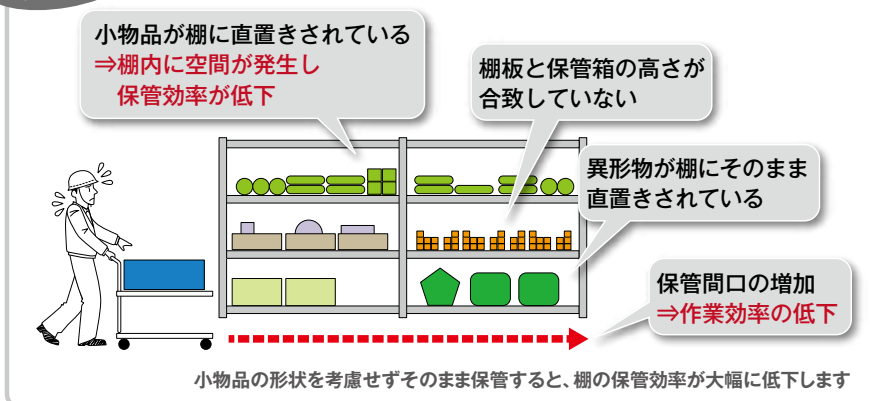 小物品が棚に直置きされている
⇒棚内に空間が発生し
保管効率が低下
棚板と保管箱の高さが
合致していない
異形物が棚にそのまま
直置きされている
保管間口の増加
⇒作業効率の低下
小物品の形状を考慮せずそのまま保管すると、棚の保管効率が大幅に低下します